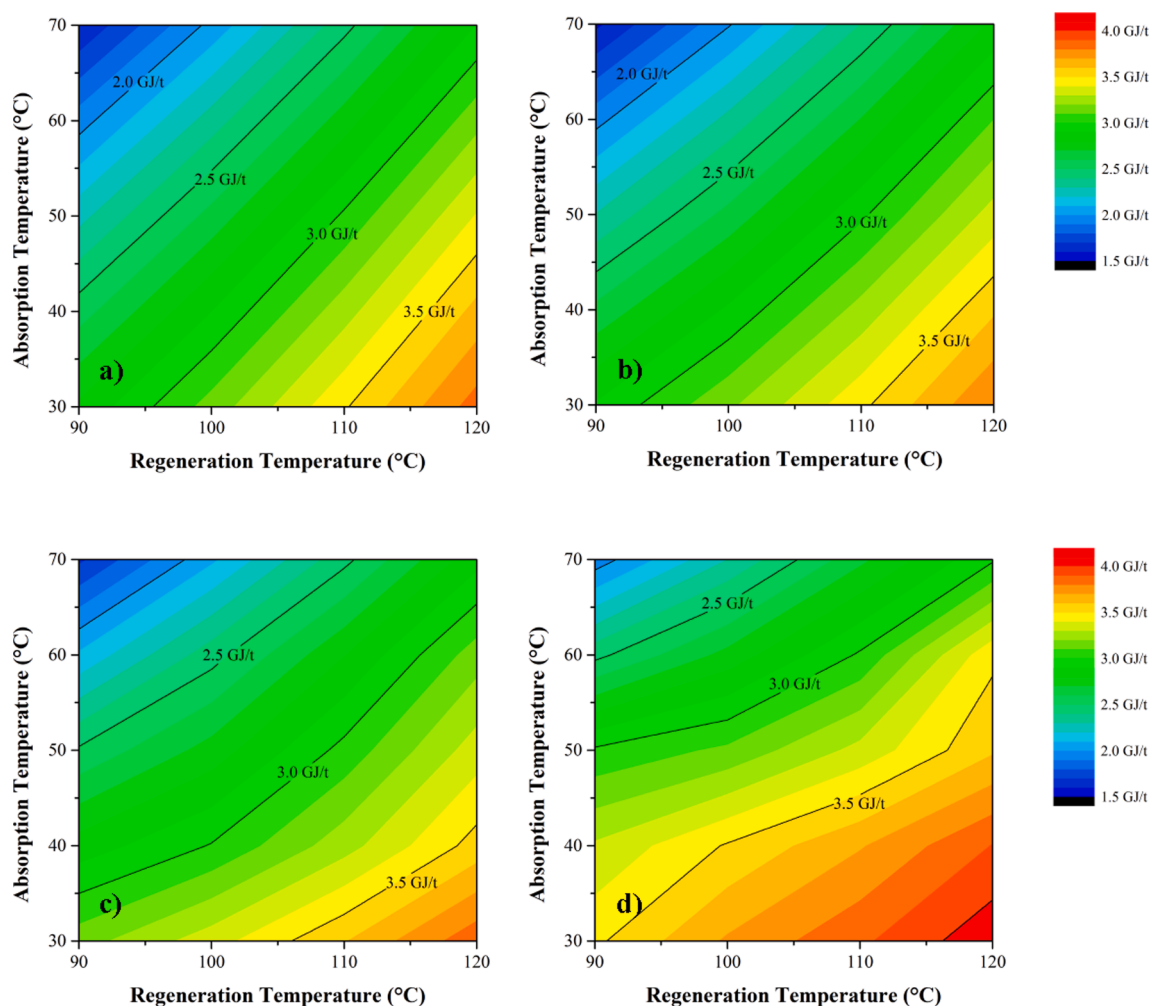 70
60
50
40
30
Absorption Temperature (°C)
2.0 GJ/t
2.5 GJ/t
3.0 GJ/t
3.5 GJ/t
a)
90
100
110
120
Regeneration Temperature (°C)
70
60
50
40
30
Absorption Temperature (°C)
2.0 GJ/t
2.5 GJ/t
3.0 GJ/t
3.5 GJ/t
b)
90
100
110
120
Regeneration Temperature (°C)
4.0 GJ/t
3.5 GJ/t
3.0 GJ/t
2.5 GJ/t
2.0 GJ/t
1.5 GJ/t
70
60
50
40
30
Absorption Temperature (°C)
2.5 GJ/t
3.0 GJ/t
3.5 GJ/t
c)
90
100
110
120
Regeneration Temperature (°C)
70
60
50
40
30
Absorption Temperature (°C)
2.5 GJ/t
3.0 GJ/t
3.5 GJ/t
d)
90
100
110
120
Regeneration Temperature (°C)
4.0 GJ/t
3.5 GJ/t
3.0 GJ/t
2.5 GJ/t
2.0 GJ/t
1.5 GJ/t